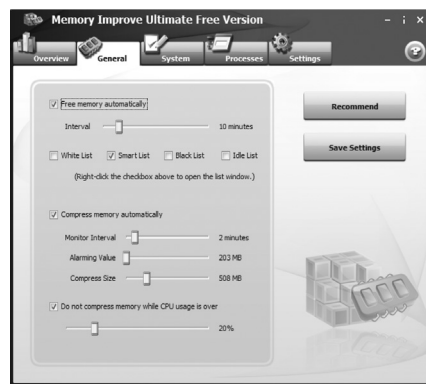 Memory Improve Ultimate Free Version
Overview
General
System
Processes
Settings
Free memory automatically
Interval
10 minutes
White List
Smart List
Black List
Idle List
(Right-click the checkbox above to open the list window.)
Compress memory automatically
Monitor Interval
2 minutes
Alarming Value
203 MB
Compress Size
508 MB
Do not compress memory while CPU usage is over
20%
Recommend
Save Settings